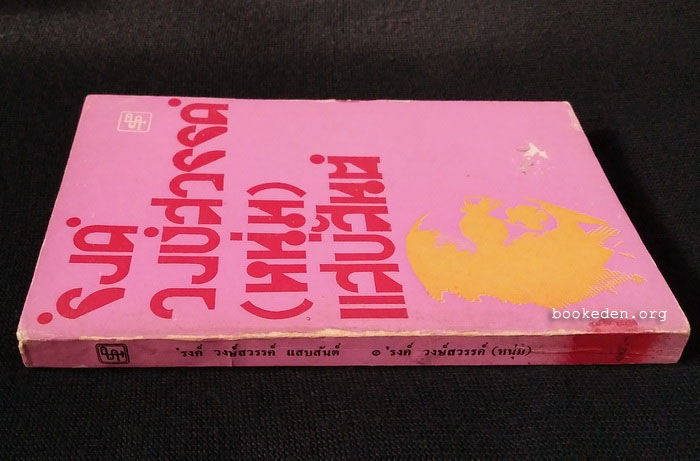 'รงค์
วงษ์สวรรค์
(หนุ่ม)
แสบสันต์
bookeden.org
'รงค์ วงษ์สวรรค์ แสบสันต์ ๏ 'รงค์ วงษ์สวรรค์ (หนุ่ม)